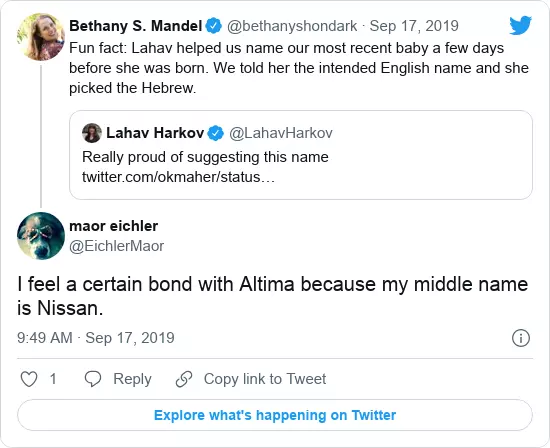 Bethany S. Mandel @bethanyshondark · Sep 17, 2019
Fun fact: Lahav helped us name our most recent baby a few days
before she was born. We told her the intended English name and she
picked the Hebrew.
Lahav Harkov @LahavHarkov
Really proud of suggesting this name
twitter.com/okmaher/status…
maor eichler
@EichlerMaor
I feel a certain bond with Altima because my middle name
is Nissan.
9:49 AM · Sep 17, 2019
1 Reply Copy link to Tweet
Explore what's happening on Twitter